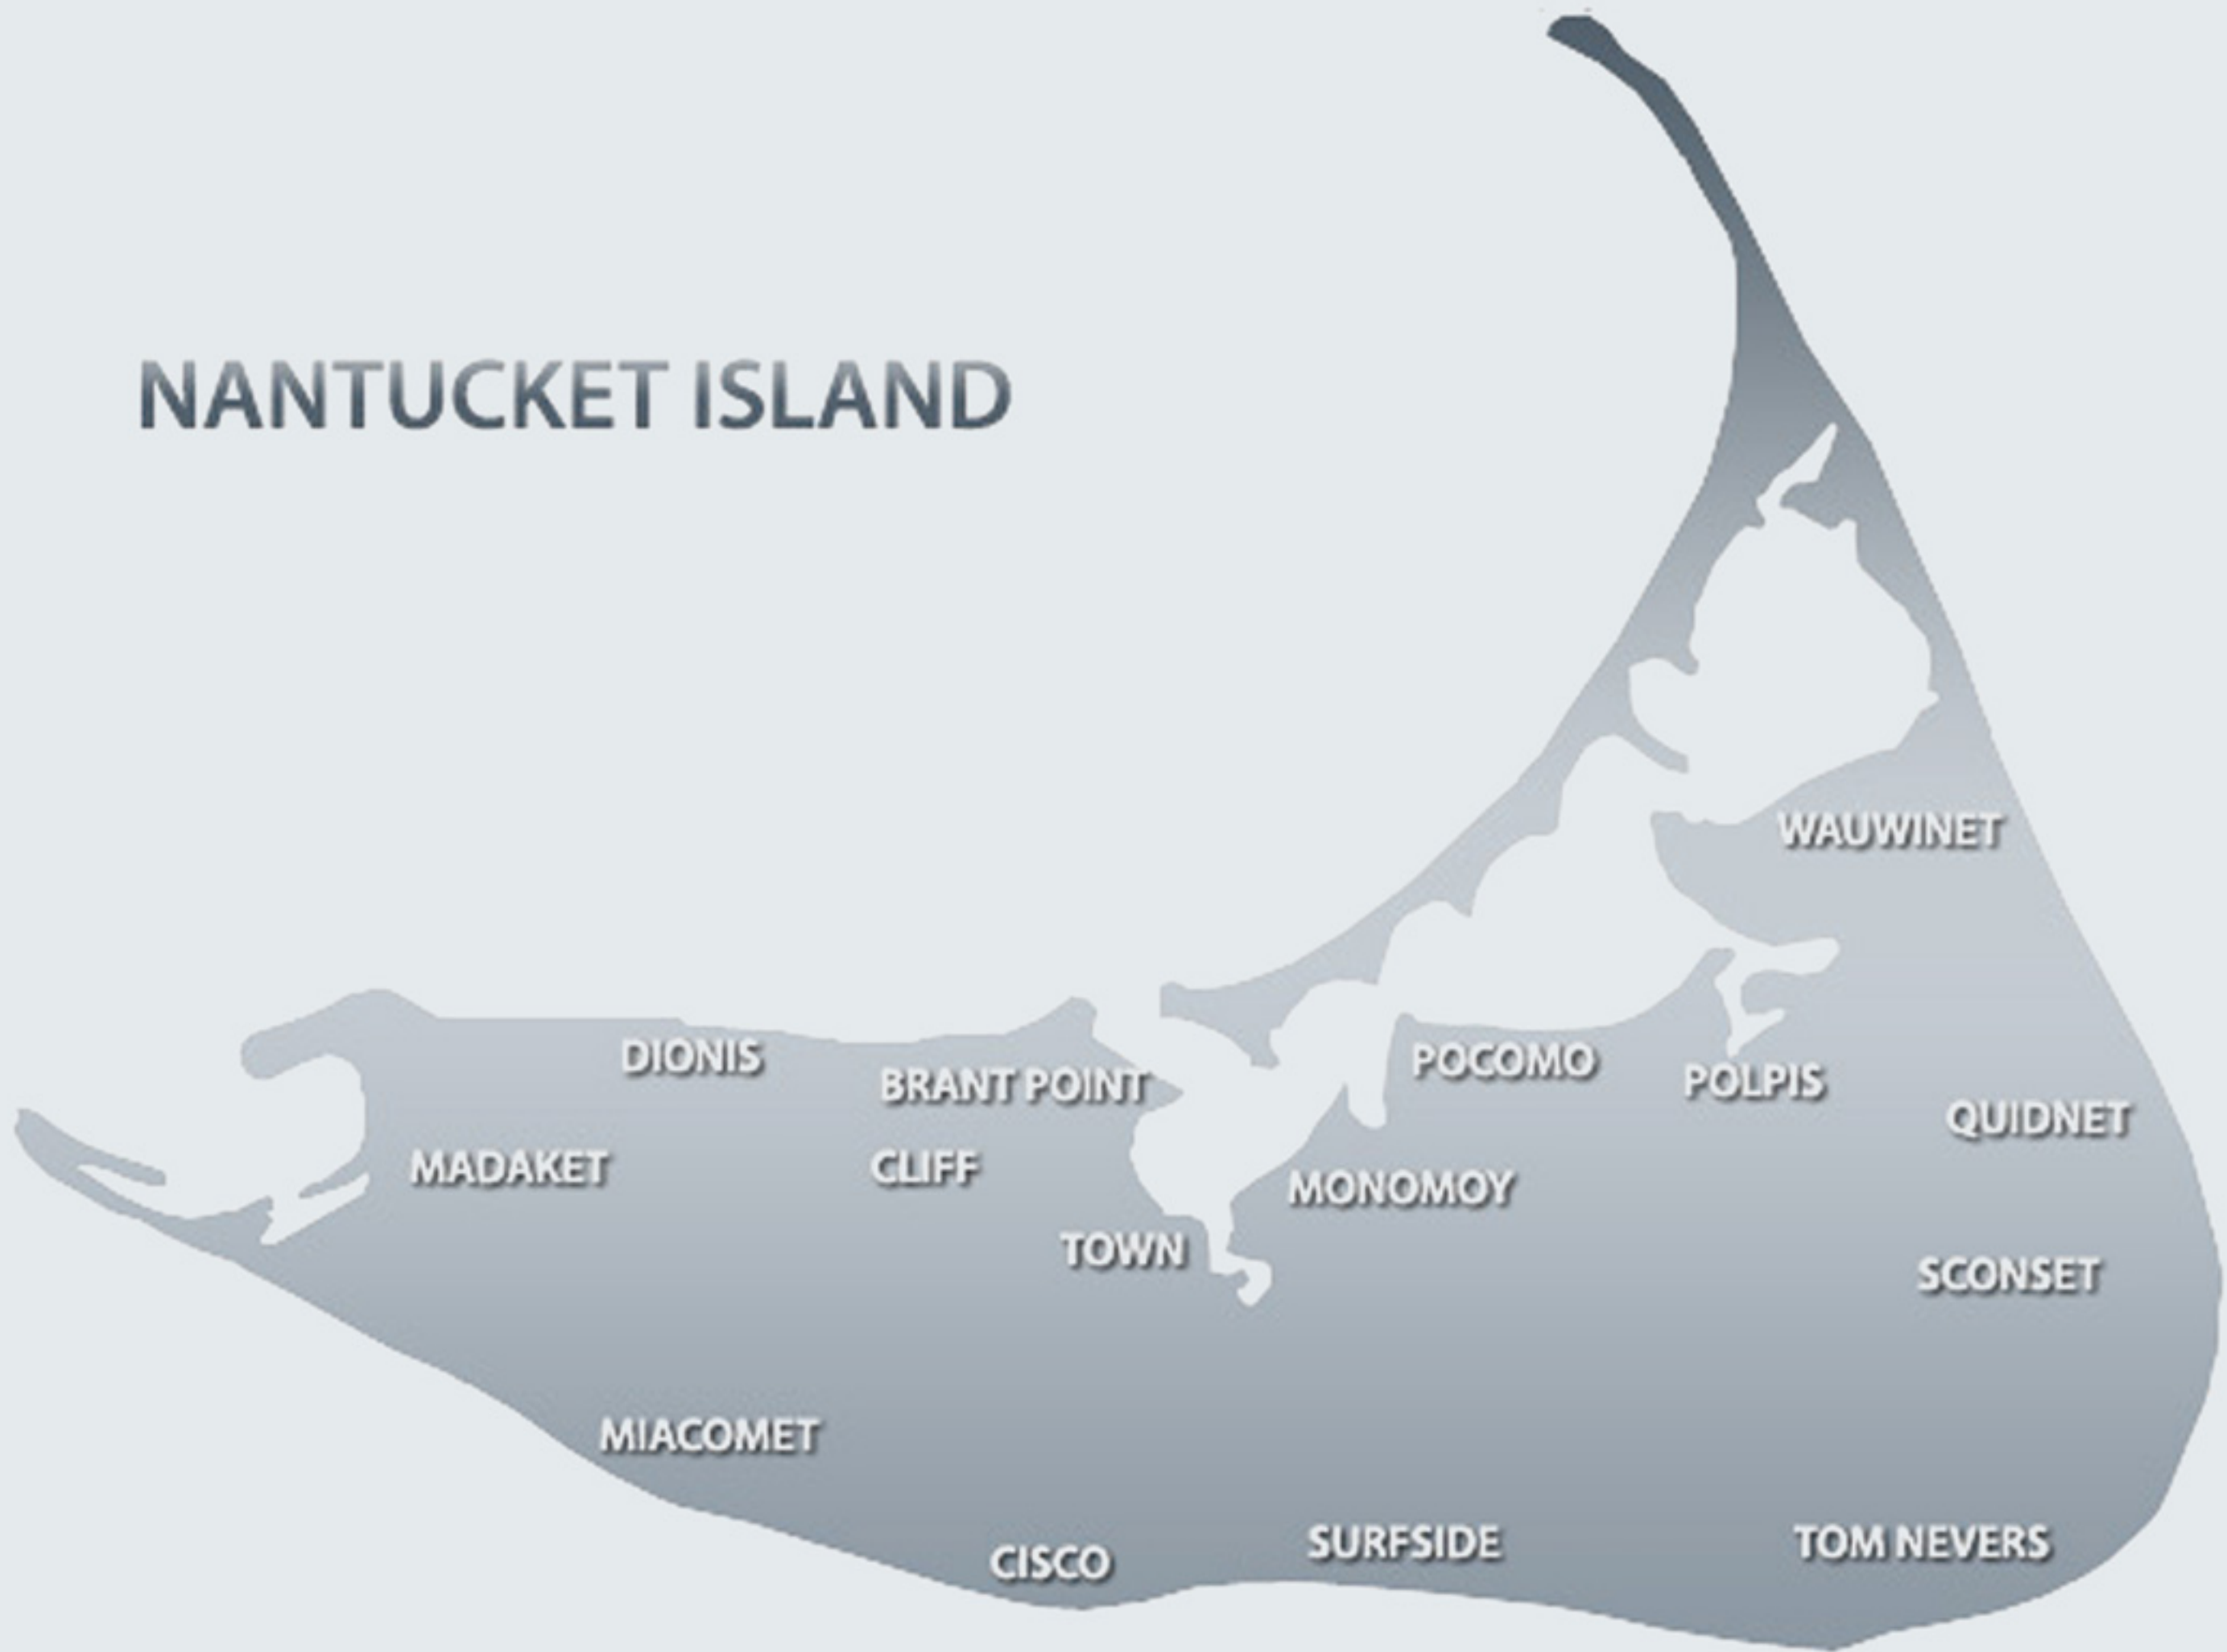 NANTUCKET ISLAND
WAUWINET
DIONIS
BRANT POINT
POCOMO
POLPIS
QUIDNET
MADAKET
CLIFF
MONOMOY
TOWN
SCONSET
MIACOMET
CISCO
SURFSIDE
TOM NEVERS